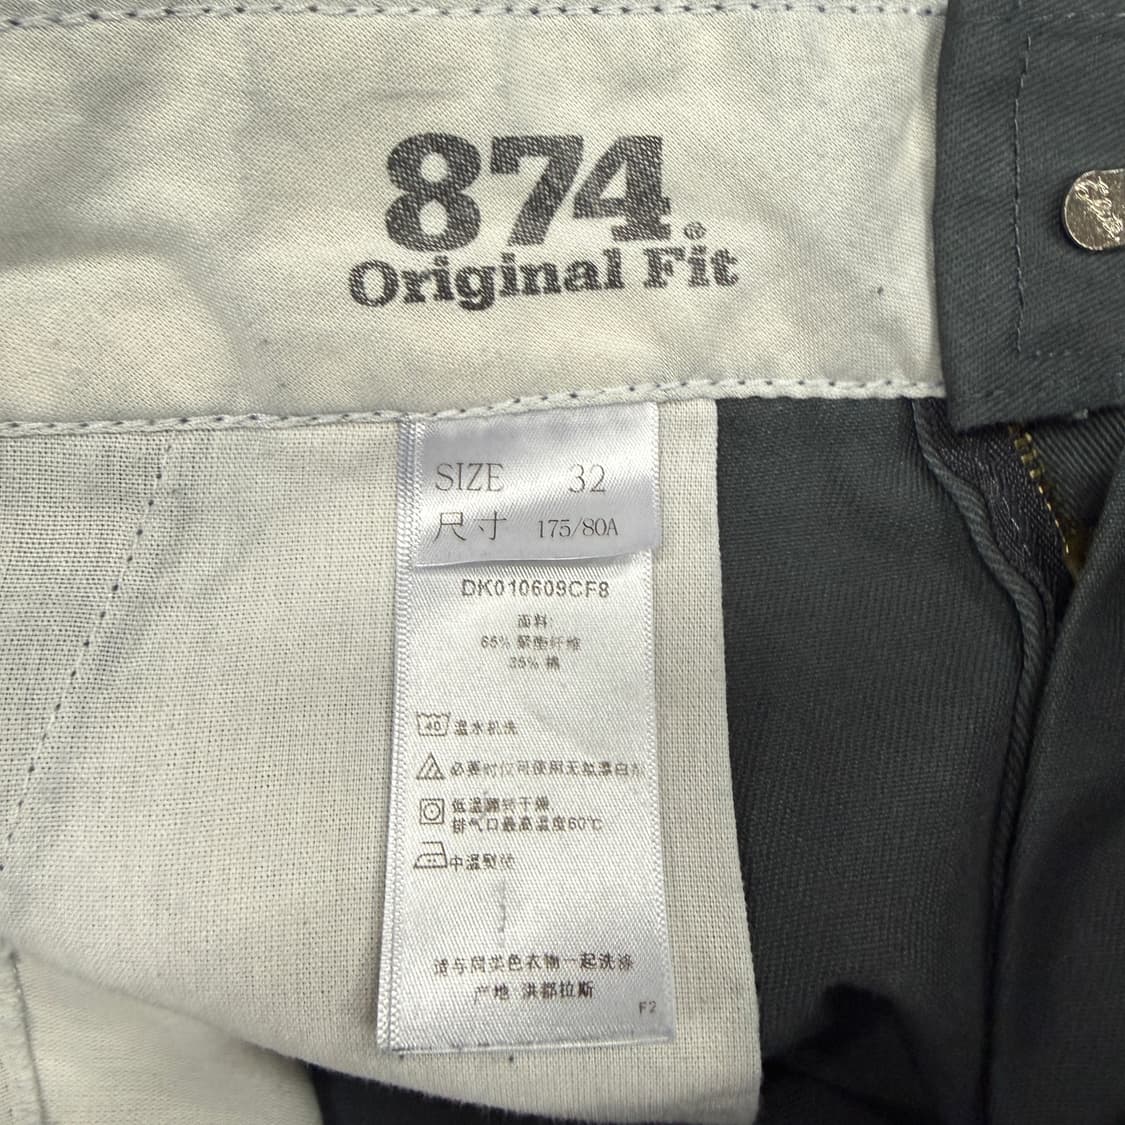 874®
Original Fit
SIZE 32
尺寸 175/80A
DK010609CF8
面料:
65% 聚酯纤维
35% 棉
40 温水机洗
必要时仅可使用无氯漂白剂
低温翻转干燥
排气口最高温度60℃
中温熨烫
请与同类色衣物一起洗涤
产地 洪都拉斯
F2